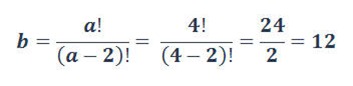 b = a! / (a − 2)! = 4! / (4 − 2)! = 24 / 2 = 12